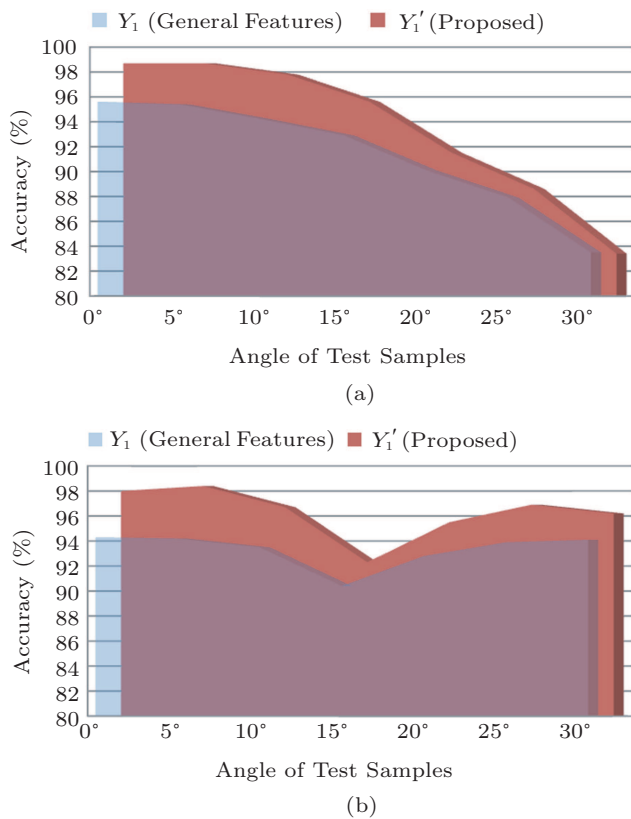 Y₁ (General Features) Y₁′ (Proposed)
100
98
96
94
92
90
88
86
84
82
80
Accuracy (%)
0° 5° 10° 15° 20° 25° 30°
Angle of Test Samples
(a)
Y₁ (General Features) Y₁′ (Proposed)
100
98
96
94
92
90
88
86
84
82
80
Accuracy (%)
0° 5° 10° 15° 20° 25° 30°
Angle of Test Samples
(b)